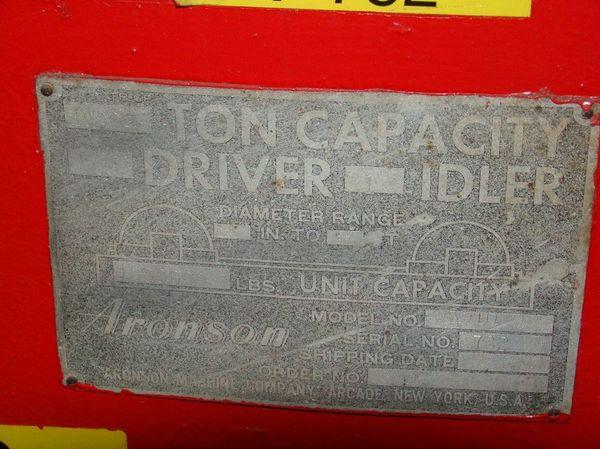 TON CAPACITY
DRIVER IDLER
DIAMETER RANGE
IN. TO FT
LBS. UNIT CAPACITY
Aronson
MODEL NO.
SERIAL NO.
SHIPPING DATE
ORDER NO.
ARONSON MACHINE COMPANY, ARCADE, NEW YORK, U.S.A.